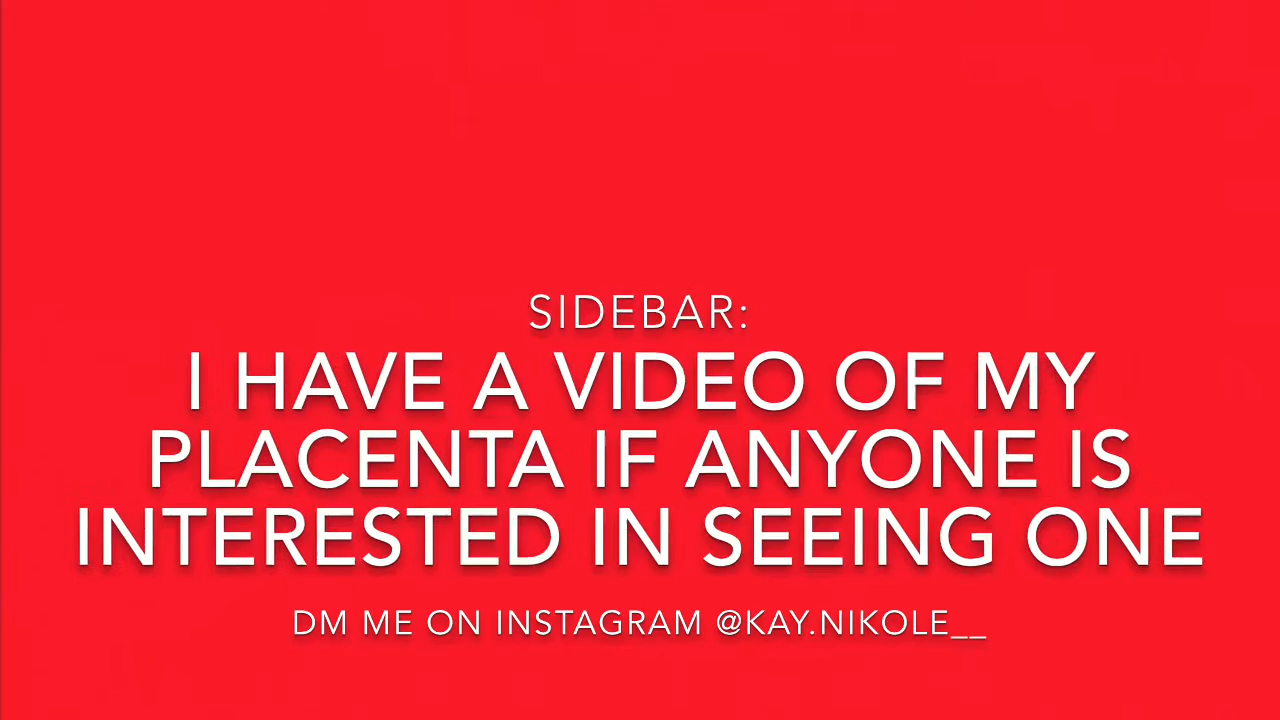 SIDEBAR:
I HAVE A VIDEO OF MY
PLACENTA IF ANYONE IS
INTERESTED IN SEEING ONE
DM ME ON INSTAGRAM @KAY.NIKOLE__